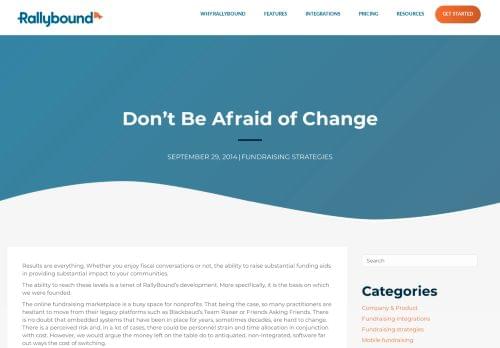 Rallybound
WHY RALLYBOUND
FEATURES
INTEGRATIONS
PRICING
RESOURCES
GET STARTED
Don't Be Afraid of Change
SEPTEMBER 29, 2014 | FUNDRAISING STRATEGIES
Results are everything. Whether you enjoy fiscal conversations or not, the ability to raise substantial funding aids
in providing substantial impact to your communities.
The ability to reach these levels is a tenet of RallyBound's development. More specifically, it is the basis on which
we were founded.
The online fundraising marketplace is a busy space for nonprofits. That being the case, so many practitioners are
hesitant to move from their legacy platforms such as Blackbaud's Team Raiser or Friends Asking Friends. There
is no doubt that embedded systems that have been in place for years, sometimes decades, are hard to change.
There is a perceived risk and, in a lot of cases, there could be personnel strain and time allocation in conjunction
with cost. However, we would argue the money left on the table do to antiquated, non-integrated, software far
out ways the cost of switching.
Search
Categories
Company & Product
Fundraising integrations
Fundraising strategies
Mobile fundraising